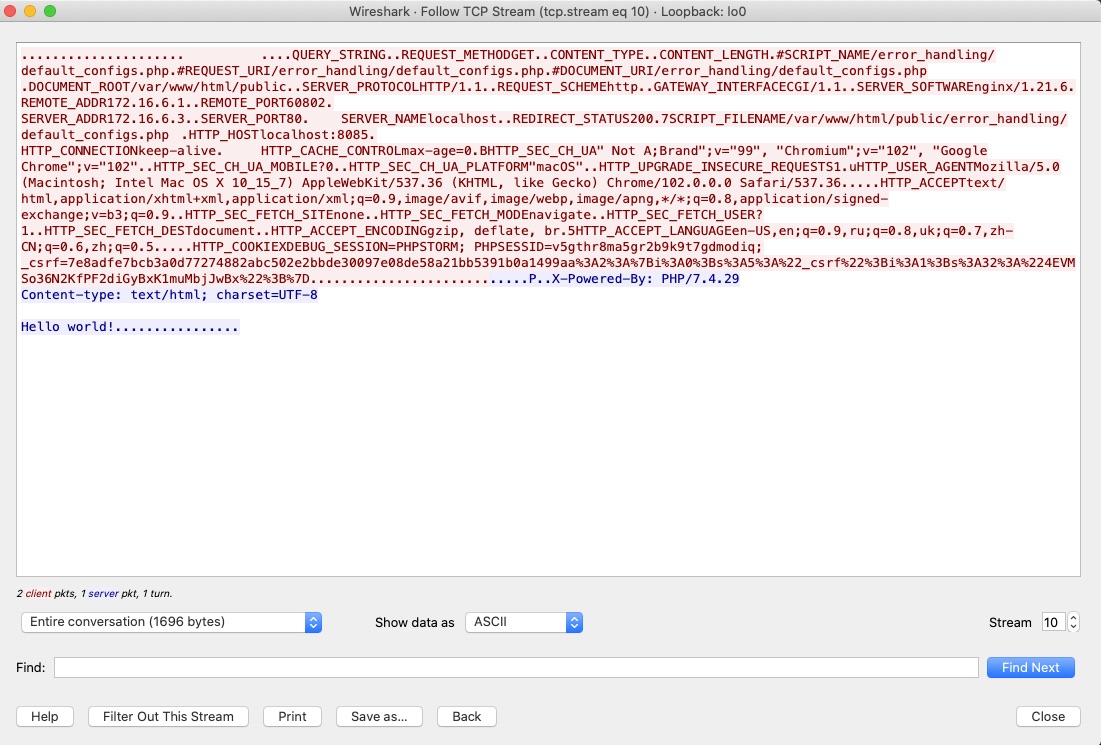 Wireshark · Follow TCP Stream (tcp.stream eq 10) · Loopback: lo0
.....................          ....QUERY_STRING..REQUEST_METHODGET..CONTENT_TYPE..CONTENT_LENGTH.#SCRIPT_NAME/error_handling/
default_configs.php.#REQUEST_URI/error_handling/default_configs.php.#DOCUMENT_URI/error_handling/default_configs.php
.DOCUMENT_ROOT/var/www/html/public..SERVER_PROTOCOLHTTP/1.1..REQUEST_SCHEMEhttp..GATEWAY_INTERFACECGI/1.1..SERVER_SOFTWAREnginx/1.21.6.
REMOTE_ADDR172.16.6.1..REMOTE_PORT60802.
SERVER_ADDR172.16.6.3..SERVER_PORT80.    SERVER_NAMElocalhost..REDIRECT_STATUS200.7SCRIPT_FILENAME/var/www/html/public/error_handling/
default_configs.php  .HTTP_HOSTlocalhost:8085.
HTTP_CONNECTIONkeep-alive.     HTTP_CACHE_CONTROLmax-age=0.BHTTP_SEC_CH_UA" Not A;Brand";v="99", "Chromium";v="102", "Google
Chrome";v="102"..HTTP_SEC_CH_UA_MOBILE?0..HTTP_SEC_CH_UA_PLATFORM"macOS"..HTTP_UPGRADE_INSECURE_REQUESTS1.uHTTP_USER_AGENTMozilla/5.0
(Macintosh; Intel Mac OS X 10_15_7) AppleWebKit/537.36 (KHTML, like Gecko) Chrome/102.0.0.0 Safari/537.36.....HTTP_ACCEPTtext/
html,application/xhtml+xml,application/xml;q=0.9,image/avif,image/webp,image/apng,*/*;q=0.8,application/signed-
exchange;v=b3;q=0.9..HTTP_SEC_FETCH_SITEnone..HTTP_SEC_FETCH_MODEnavigate..HTTP_SEC_FETCH_USER?
1..HTTP_SEC_FETCH_DESTdocument..HTTP_ACCEPT_ENCODINGgzip, deflate, br.5HTTP_ACCEPT_LANGUAGEen-US,en;q=0.9,ru;q=0.8,uk;q=0.7,zh-
CN;q=0.6,zh;q=0.5.....HTTP_COOKIEXDEBUG_SESSION=PHPSTORM; PHPSESSID=v5gthr8ma5gr2b9k9t7gdmodiq;
_csrf=7e8adfe7bcb3a0d77274882abc502e2bbde30097e08de58a21bb5391b0a1499aa%3A2%3A%7Bi%3A0%3Bs%3A5%3A%22_csrf%22%3Bi%3A1%3Bs%3A32%3A%224EVM
So36N2KfPF2diGyBxK1muMbjJwBx%22%3B%7D............................P..X-Powered-By: PHP/7.4.29
Content-type: text/html; charset=UTF-8
Hello world!................
2 client pkts, 1 server pkt, 1 turn.
Entire conversation (1696 bytes) Show data as ASCII Stream 10
Find: Find Next
Help Filter Out This Stream Print Save as... Back Close